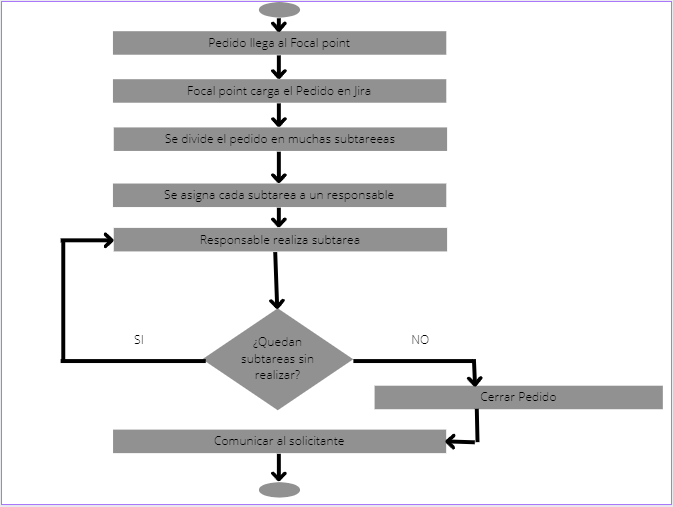 Pedido llega al Focal point
Focal point carga el Pedido en Jira
Se divide el pedido en muchas subtareeas
Se asigna cada subtarea a un responsable
Responsable realiza subtarea
¿Quedan
subtareas sin
realizar?
SI
NO
Cerrar Pedido
Comunicar al solicitante